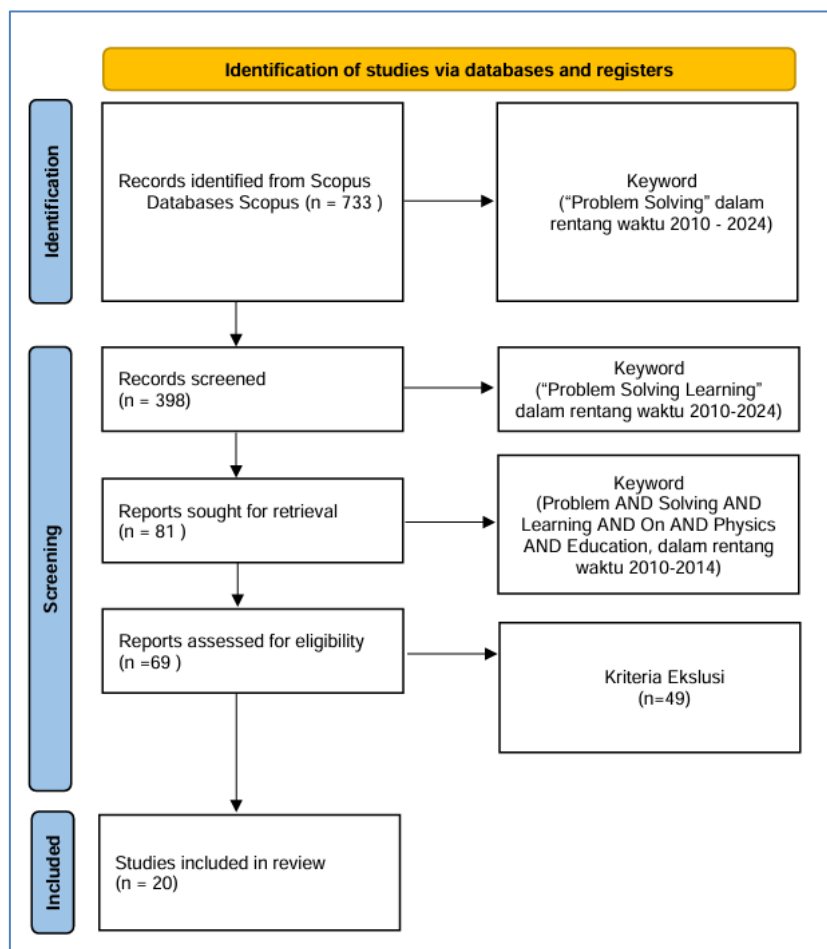 Identification of studies via databases and registers
Identification
Records identified from Scopus
Databases Scopus (n = 733 )
Keyword
(“Problem Solving” dalam
rentang waktu 2010 - 2024)
Screening
Records screened
(n = 398)
Keyword
(“Problem Solving Learning”
dalam rentang waktu 2010-2024)
Reports sought for retrieval
(n = 81 )
Keyword
(Problem AND Solving AND
Learning AND On AND Physics
AND Education, dalam rentang
waktu 2010-2014)
Reports assessed for eligibility
(n =69 )
Kriteria Ekslusi
(n=49)
Included
Studies included in review
(n = 20)